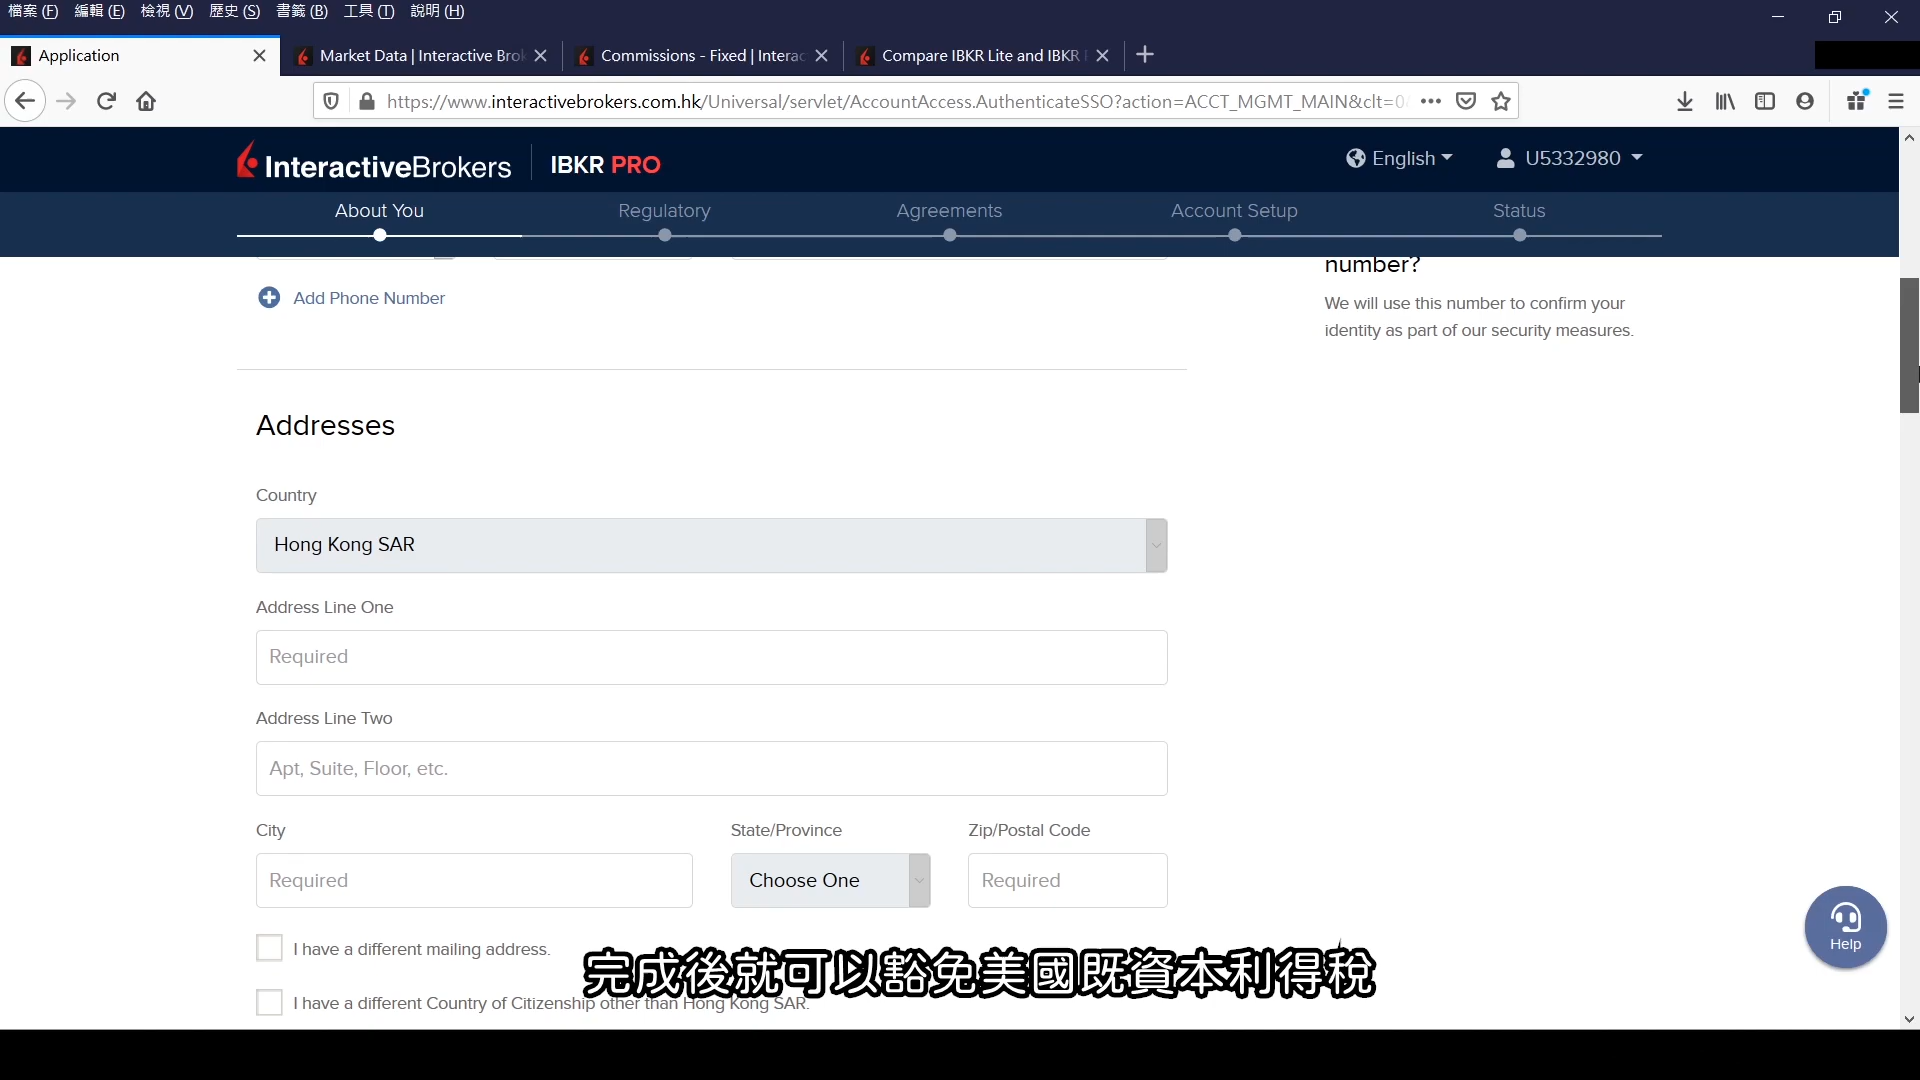 檔案 (F) 編輯 (E) 檢視 (V) 歷史 (S) 書籤 (B) 工具 (T) 說明 (H)
Application Market Data | Interactive Brok Commissions - Fixed | Interac Compare IBKR Lite and IBKR
https://www.interactivebrokers.com.hk/Universal/servlet/AccountAccess.AuthenticateSSO?action=ACCT_MGMT_MAIN&clt=0
InteractiveBrokers IBKR PRO English U5332980
About You Regulatory Agreements Account Setup Status
number?
Add Phone Number
We will use this number to confirm your
identity as part of our security measures.
Addresses
Country
Hong Kong SAR
Address Line One
Required
Address Line Two
Apt, Suite, Floor, etc.
City State/Province Zip/Postal Code
Required Choose One Required
Help
I have a different mailing address.
完成後就可以豁免美國既資本利得稅
I have a different Country of Citizenship other than Hong Kong SAR.